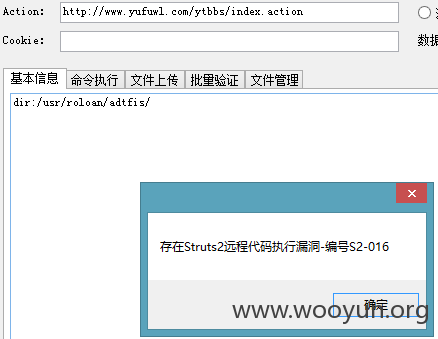 Action: http://www.yufuwl.com/ytbbs/index.action
Cookie: 数据
基本信息 命令执行 文件上传 批量验证 文件管理
dir:/usr/roloan/adtfis/
存在Struts2远程代码执行漏洞-编号S2-016
确定
www.wooyun.org